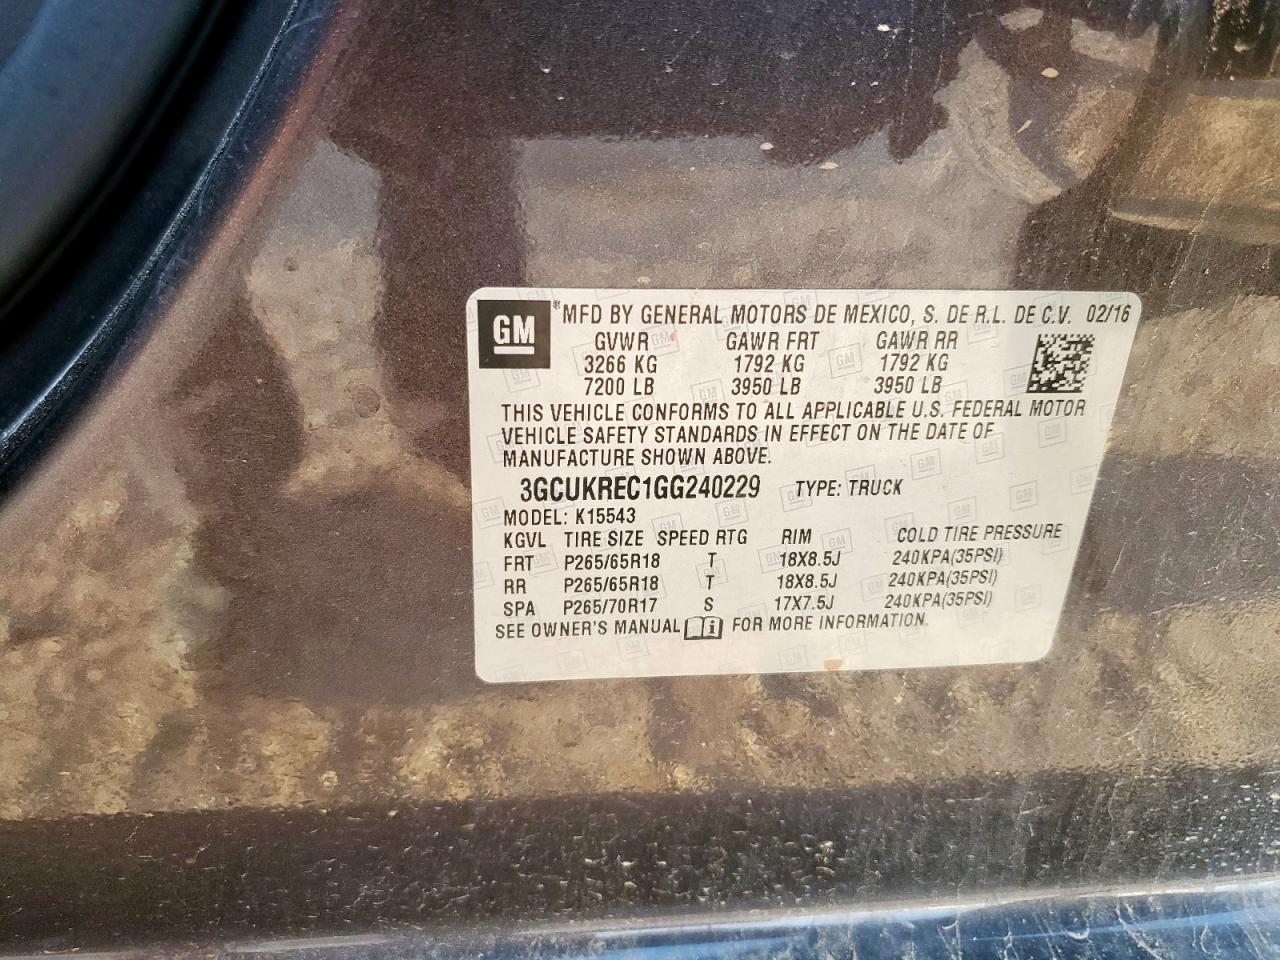 GM ® MFD BY GENERAL MOTORS DE MEXICO, S. DE R.L. DE C.V. 02/16
GVWR GAWR FRT GAWR RR
3266 KG 1792 KG 1792 KG
7200 LB 3950 LB 3950 LB
THIS VEHICLE CONFORMS TO ALL APPLICABLE U.S. FEDERAL MOTOR
VEHICLE SAFETY STANDARDS IN EFFECT ON THE DATE OF
MANUFACTURE SHOWN ABOVE.
3GCUKREC1GG240229 TYPE: TRUCK
MODEL: K15543
KGVL TIRE SIZE SPEED RTG RIM COLD TIRE PRESSURE
FRT P265/65R18 T 18X8.5J 240KPA(35PSI)
RR P265/65R18 T 18X8.5J 240KPA(35PSI)
SPA P265/70R17 S 17X7.5J 240KPA(35PSI)
SEE OWNER'S MANUAL i FOR MORE INFORMATION.